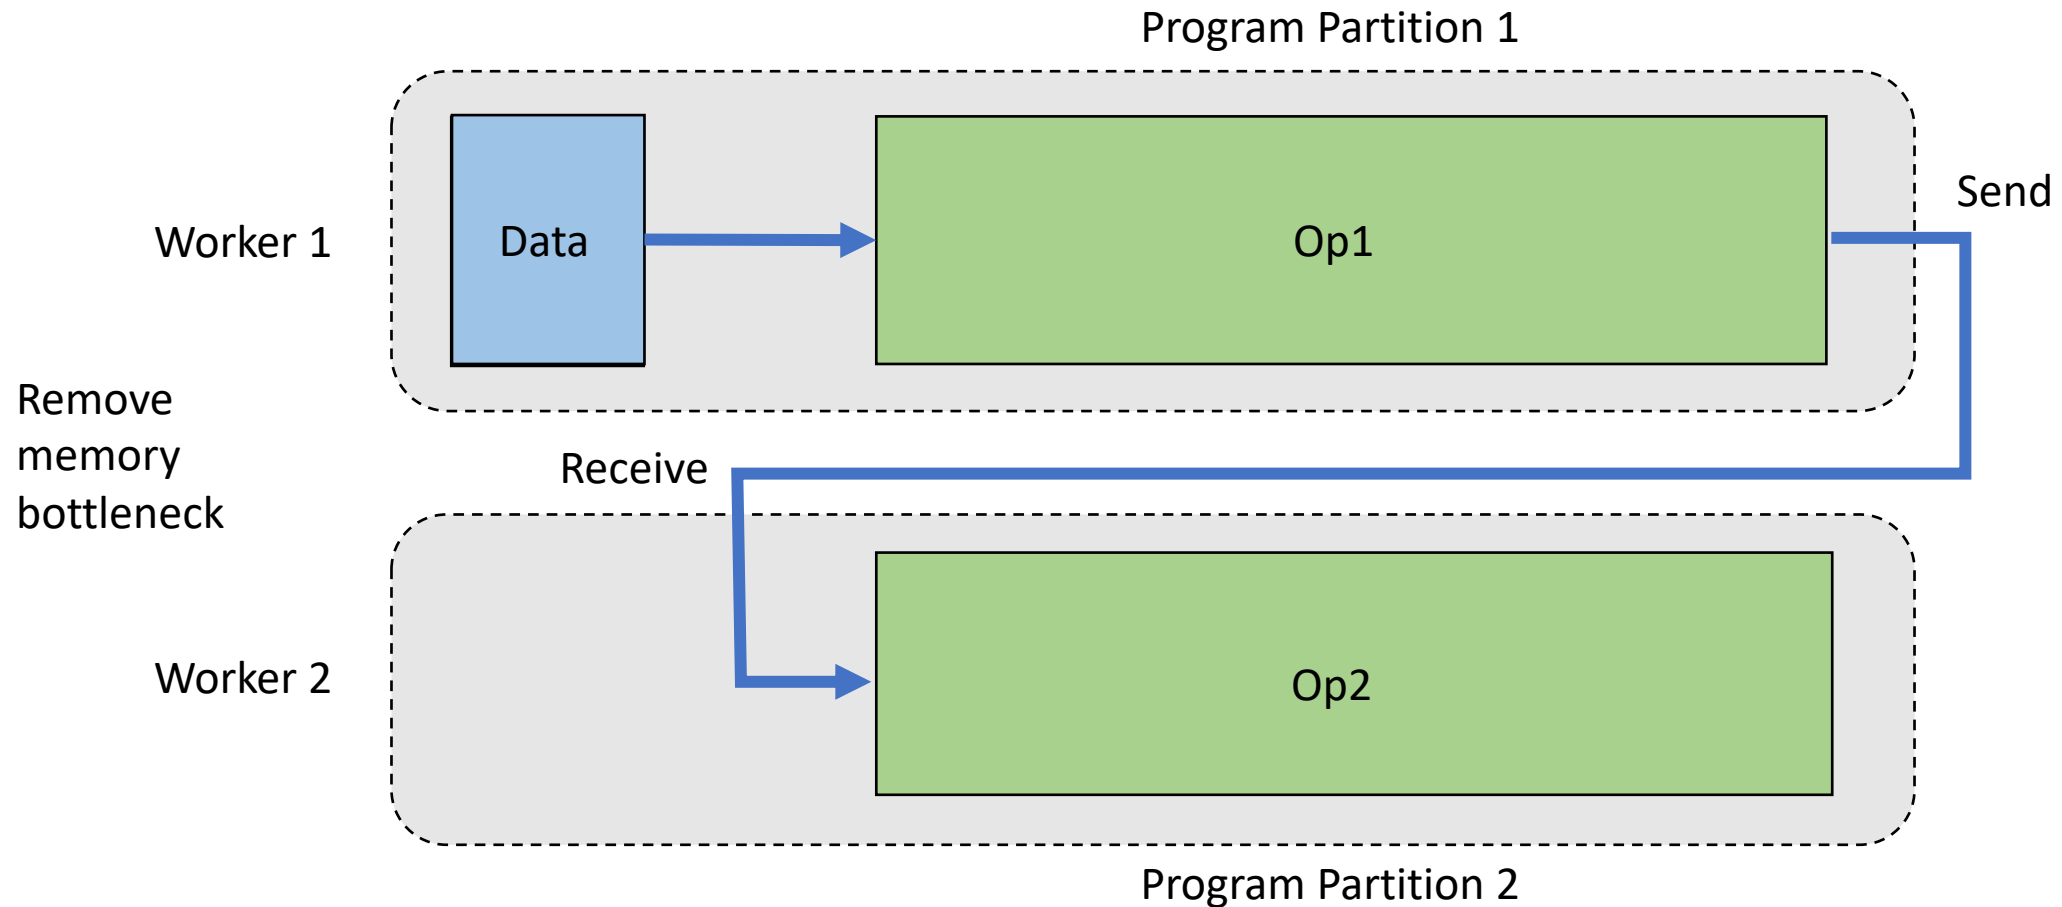 Program Partition 1
Send
Worker 1
Data
Op1
Remove
memory
bottleneck
Receive
Worker 2
Op2
Program Partition 2